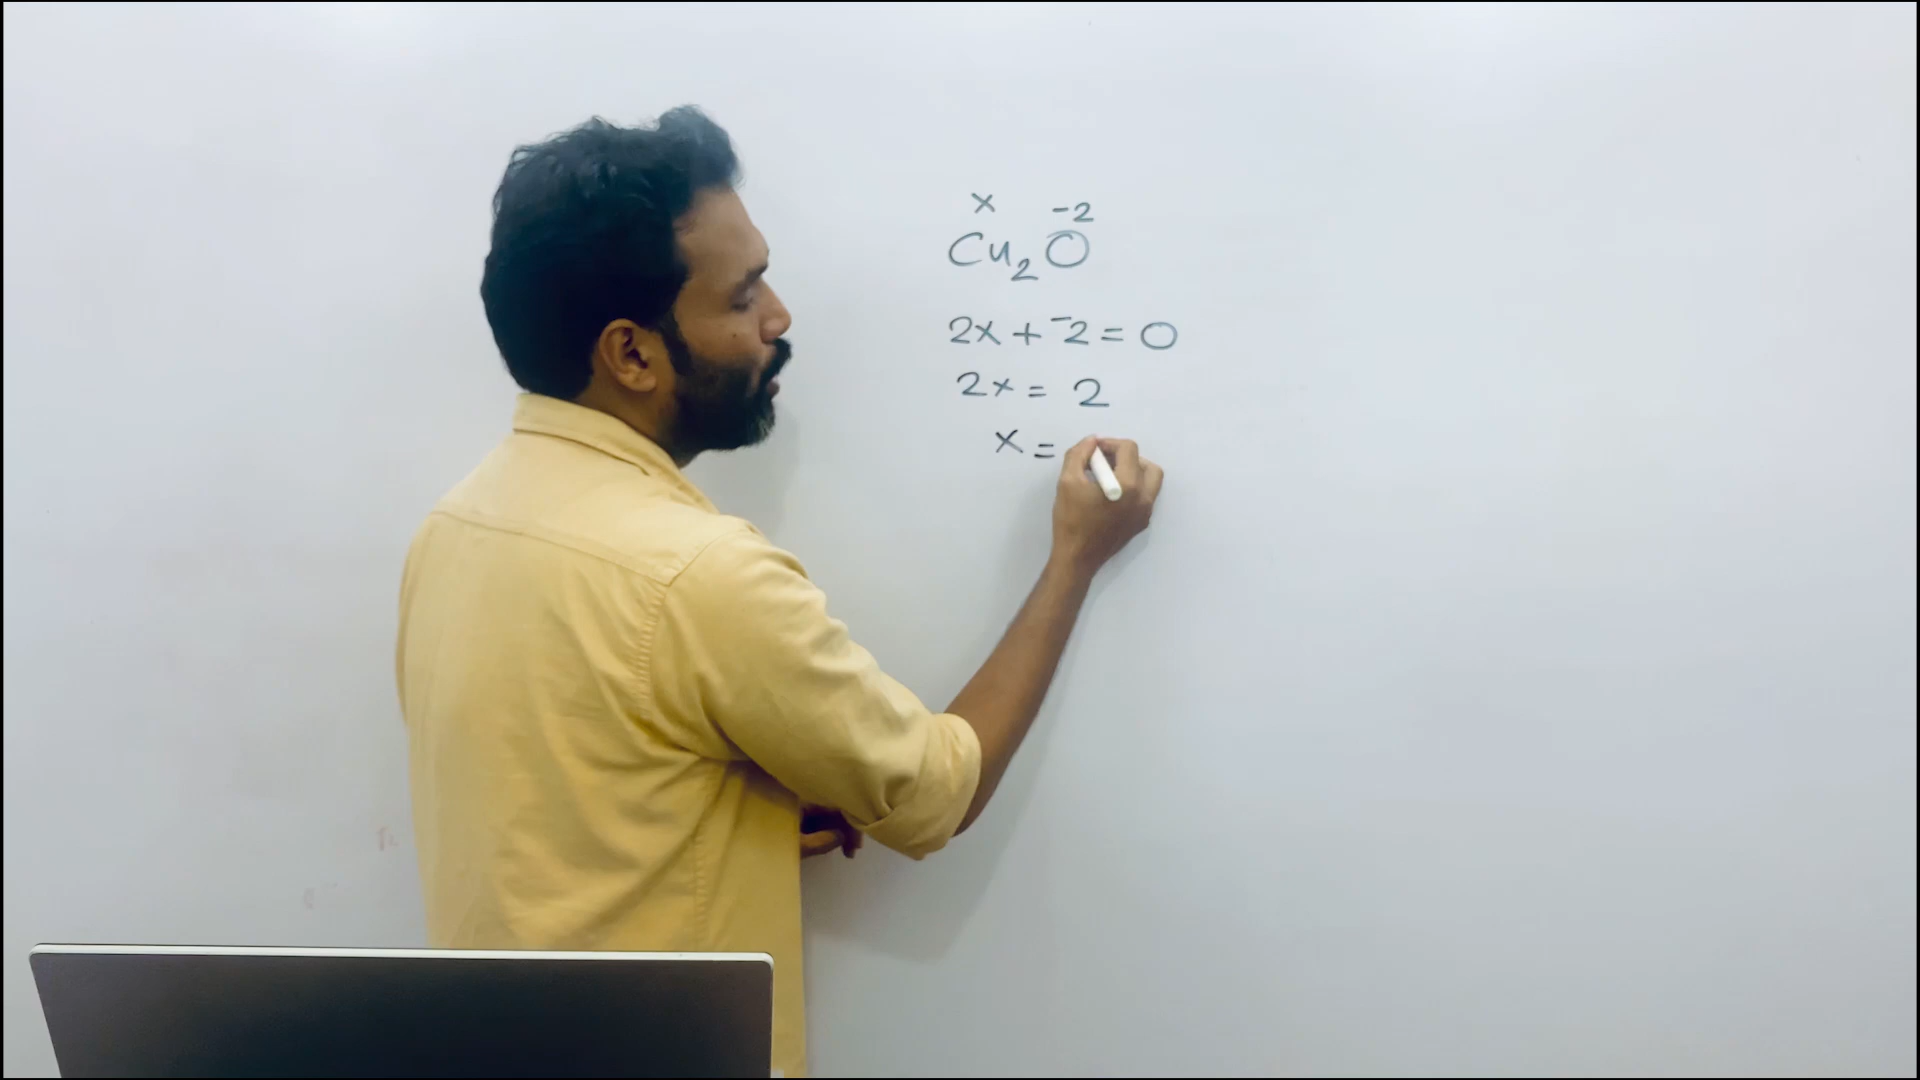 x -2
Cu₂O
2x + ⁻2 = 0
2x = 2
x =